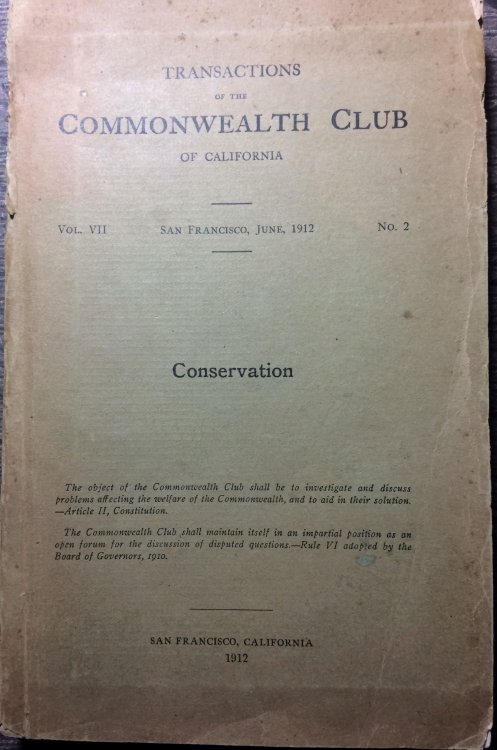 TRANSACTIONS
OF THE
COMMONWEALTH CLUB
OF CALIFORNIA
VOL. VII SAN FRANCISCO, JUNE, 1912 No. 2
Conservation
The object of the Commonwealth Club shall be to investigate and discuss
problems affecting the welfare of the Commonwealth, and to aid in their solution.
—Article II, Constitution.
The Commonwealth Club shall maintain itself in an impartial position as an
open forum for the discussion of disputed questions.—Rule VI adopted by the
Board of Governors, 1910.
SAN FRANCISCO, CALIFORNIA
1912